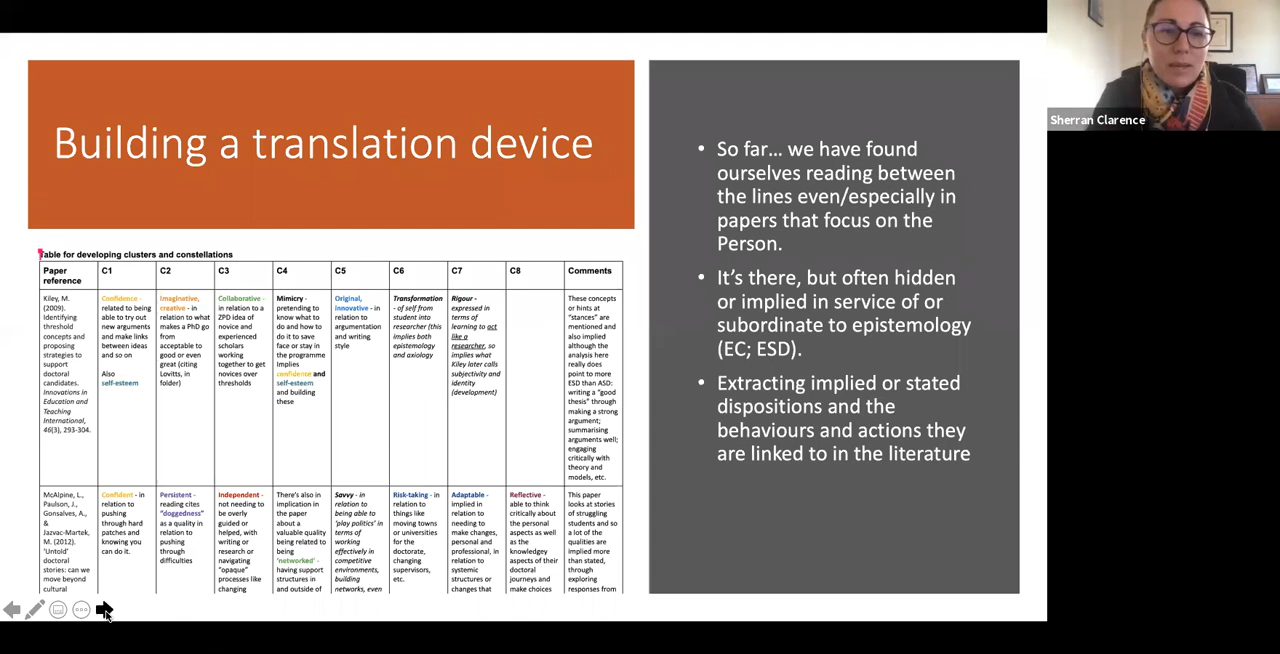 Building a translation device
Table for developing clusters and constellations
Paper
reference
C1
C2
C3
C4
C5
C6
C7
C8
Comments
Kiley, M.
(2009).
Identifying
threshold
concepts and
proposing
strategies to
support
doctoral
candidates.
Innovations in
Education and
Teaching
International,
46(3), 293-304.
Confidence -
related to being
able to try out
new arguments
and make links
between ideas
and so on
Also
self-esteem
Imaginative,
creative - in
relation to what
makes a PhD go
from
acceptable to
good or even
great (citing
Lovitts, in
folder)
Collaborative -
in relation to a
ZPD idea of
novice and
experienced
scholars
working
together to get
novices over
thresholds
Mimicry -
pretending to
know what to
do and how to
do it to save
face or stay in
the programme
Implies
confidence and
self-esteem
and building
these
Original,
innovative - in
relation to
argumentation
and writing
style
Transformation
- of self from
student into
researcher (this
implies both
epistemology
and axiology
Rigour -
expressed in
terms of
learning to act
like a
researcher, so
implies what
Kiley later calls
subjectivity and
identity
(development)
These concepts
or hints at
"stances" are
mentioned and
also implied
although the
analysis here
really does
point to more
ESD than ASD:
writing a "good
thesis" through
making a strong
argument;
summarising
arguments well;
engaging
critically with
theory and
models, etc.
McAlpine, L.,
Paulson, J.,
Gonsalves, A.,
&
Jazvac-Martek,
M. (2012).
'Untold'
doctoral
stories: can we
move beyond
cultural
Confident - in
relation to
pushing
through hard
patches and
knowing you
can do it.
Persistent -
reading cites
"doggedness"
as a quality in
relation to
pushing
through
difficulties
Independent -
not needing to
be overly
guided or
helped, with
writing or
research or
navigating
"opaque"
processes like
changing
There's also in
implication in
the paper
about a
valuable quality
being related to
being
'networked' -
having support
structures in
and outside of
Savvy - in
relation to
being able to
'play politics' in
terms of
working
effectively in
competitive
environments,
building
networks, even
Risk-taking - in
relation to
things like
moving towns
or universities
for the
doctorate,
changing
supervisors,
etc.
Adaptable -
implied in
relation to
needing to
make changes,
personal and
professional, in
relation to
systemic
structures or
changes that
Reflective -
able to think
critically about
the personal
aspects as well
as the
knowledgey
aspects of their
doctoral
journeys and
make choices
This paper
looks at stories
of struggling
students and so
a lot of the
qualities are
implied more
than stated,
through
exploring
responses from
• So far… we have found
ourselves reading between
the lines even/especially in
papers that focus on the
Person.
• It's there, but often hidden
or implied in service of or
subordinate to epistemology
(EC; ESD).
• Extracting implied or stated
dispositions and the
behaviours and actions they
are linked to in the literature
Sherran Clarence